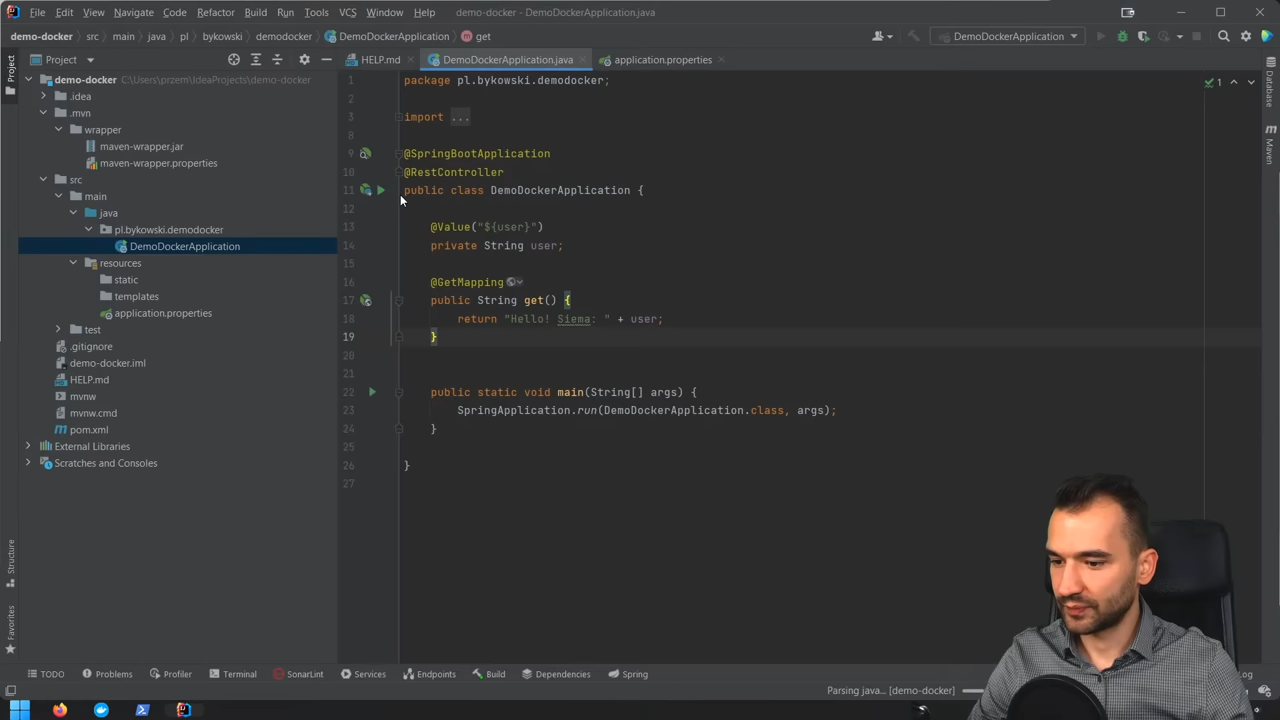 File Edit View Navigate Code Refactor Build Run Tools VCS Window Help demo-docker - DemoDockerApplication.java
demo-docker src main java pl bykowski demodocker DemoDockerApplication get DemoDockerApplication
Project HELP.md DemoDockerApplication.java application.properties
Project
Structure
Favorites
Database
Maven
demo-docker C:\Users\przem\IdeaProjects\demo-docker
.idea
.mvn
wrapper
maven-wrapper.jar
maven-wrapper.properties
src
main
java
pl.bykowski.demodocker
DemoDockerApplication
resources
static
templates
application.properties
test
.gitignore
demo-docker.iml
HELP.md
mvnw
mvnw.cmd
pom.xml
External Libraries
Scratches and Consoles
1 package pl.bykowski.demodocker;
2
3 import ...
8
9 @SpringBootApplication
10 @RestController
11 public class DemoDockerApplication {
12
13 @Value("${user}")
14 private String user;
15
16 @GetMapping
17 public String get() {
18 return "Hello! Siema: " + user;
19 }
20
21
22 public static void main(String[] args) {
23 SpringApplication.run(DemoDockerApplication.class, args);
24 }
25
26 }
27
1
TODO Problems Profiler Terminal SonarLint Services Endpoints Build Dependencies Spring
Parsing java... [demo-docker]